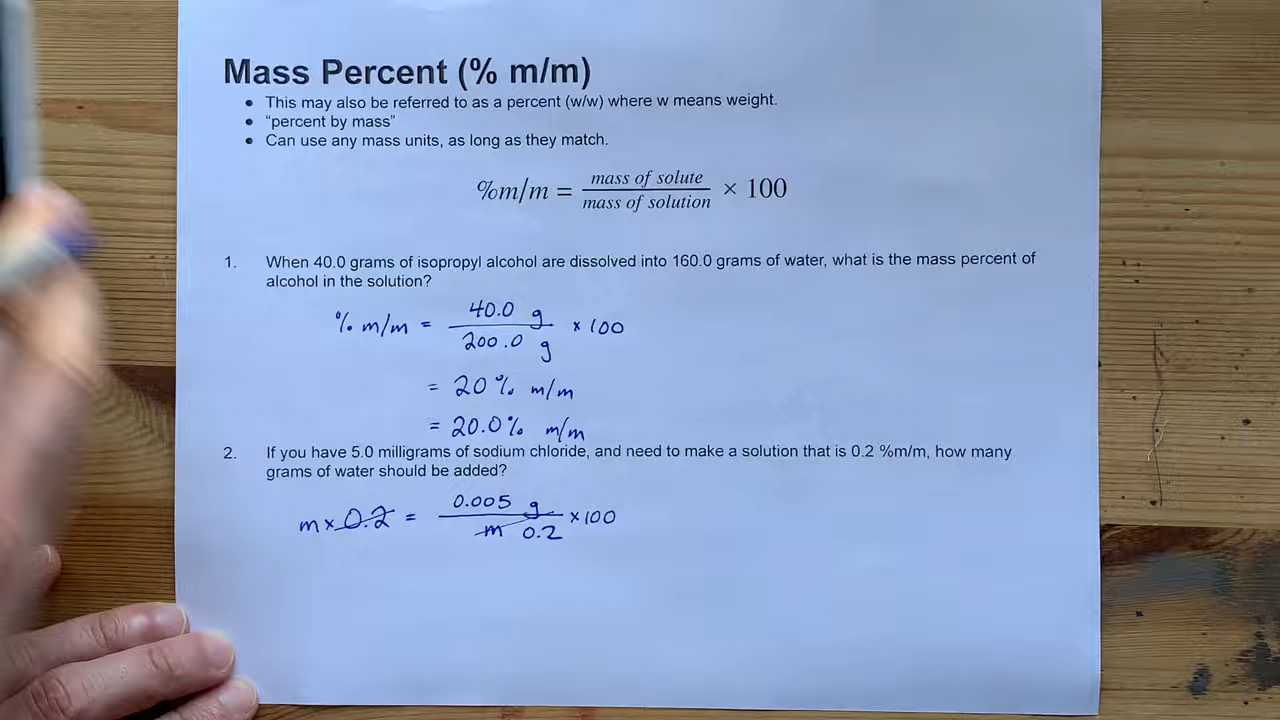 Mass Percent (% m/m)
• This may also be referred to as a percent (w/w) where w means weight.
• “percent by mass”
• Can use any mass units, as long as they match.
%m/m = mass of solute / mass of solution × 100
1. When 40.0 grams of isopropyl alcohol are dissolved into 160.0 grams of water, what is the mass percent of
alcohol in the solution?
% m/m = 40.0 g / 200.0 g × 100
= 20% m/m
= 20.0% m/m
2. If you have 5.0 milligrams of sodium chloride, and need to make a solution that is 0.2 %m/m, how many
grams of water should be added?
m × 0.2 = 0.005 g / m 0.2 × 100